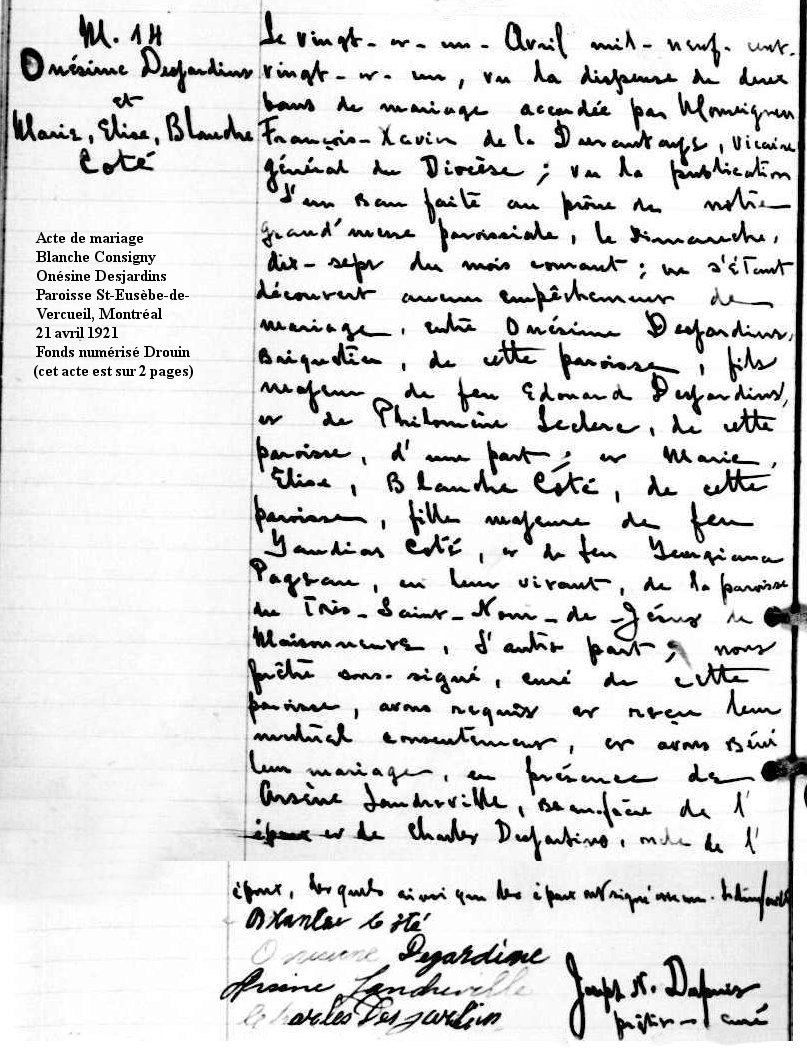 M. 14
Onésime Desjardins
et
Marie, Elise, Blanche
Coté
Acte de mariage
Blanche Consigny
Onésine Desjardins
Paroisse St-Eusèbe-de-
Vercueil, Montréal
21 avril 1921
Fonds numérisé Drouin
(cet acte est sur 2 pages)
Le vingt-et-un-Avril mil-neuf-cent-
vingt-et-un, vu la dispense de deux
bans de mariage accordée par Monseigneur
François-Xavier de la Durantaye, vicaire
général du Diocèse ; vu la publication
d'un ban faite au prône de notre
grand'messe paroissiale, le dimanche,
dix-sept du mois courant ; ne s'étant
découvert aucun empêchement de
mariage, entre Onésime Desjardins,
de cette paroisse, fils
majeur de feu Edouard Desjardins,
et de Philomène Leclerc, de cette
paroisse, d'une part ; et Marie,
Elise, Blanche Côté, de cette
paroisse, fille majeure de feu
Coté, et de feu Georgiana
Pageau, en leur vivant, de la paroisse
du Très-Saint-Nom-de-Jésus de
Maisonneuve, d'autre part ; nous
prêtre sous-signé, curé de cette
paroisse, avons requis et reçu leur
mutuel consentement, et avons béni
leur mariage, en présence de
Arsène Landreville, beau-frère de l'
époux et de Charles Desjardins, oncle de l'
époux, lesquels ainsi que les époux ont signé
Blanche Côté
Onésime Desjardins
Arsène Landreville
Charles Desjardins
Joseph N. Dupuis
prêtre curé